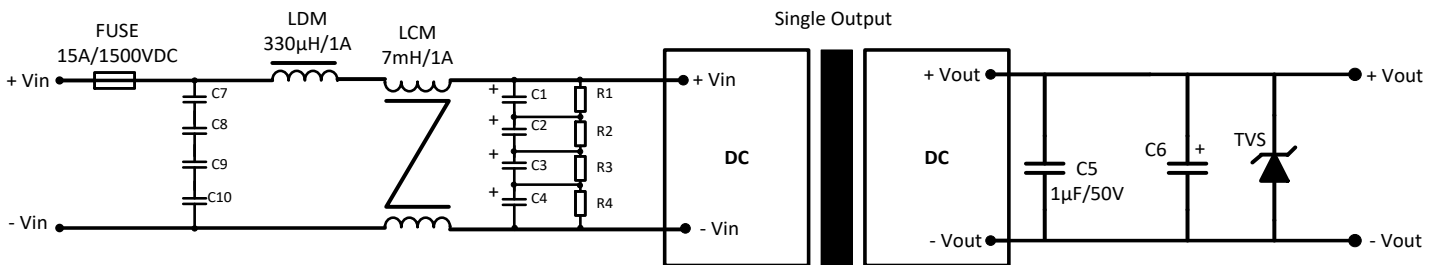 Single Output
FUSE
15A/1500VDC
LDM
330µH/1A
LCM
7mH/1A
+ Vin
C7
C8
C9
C10
- Vin
+
C1
R1
+
C2
R2
+
C3
R3
+
C4
R4
+ Vin
DC
- Vin
+ Vout
DC
- Vout
C5
1µF/50V
C6
+
TVS
+ Vout
- Vout